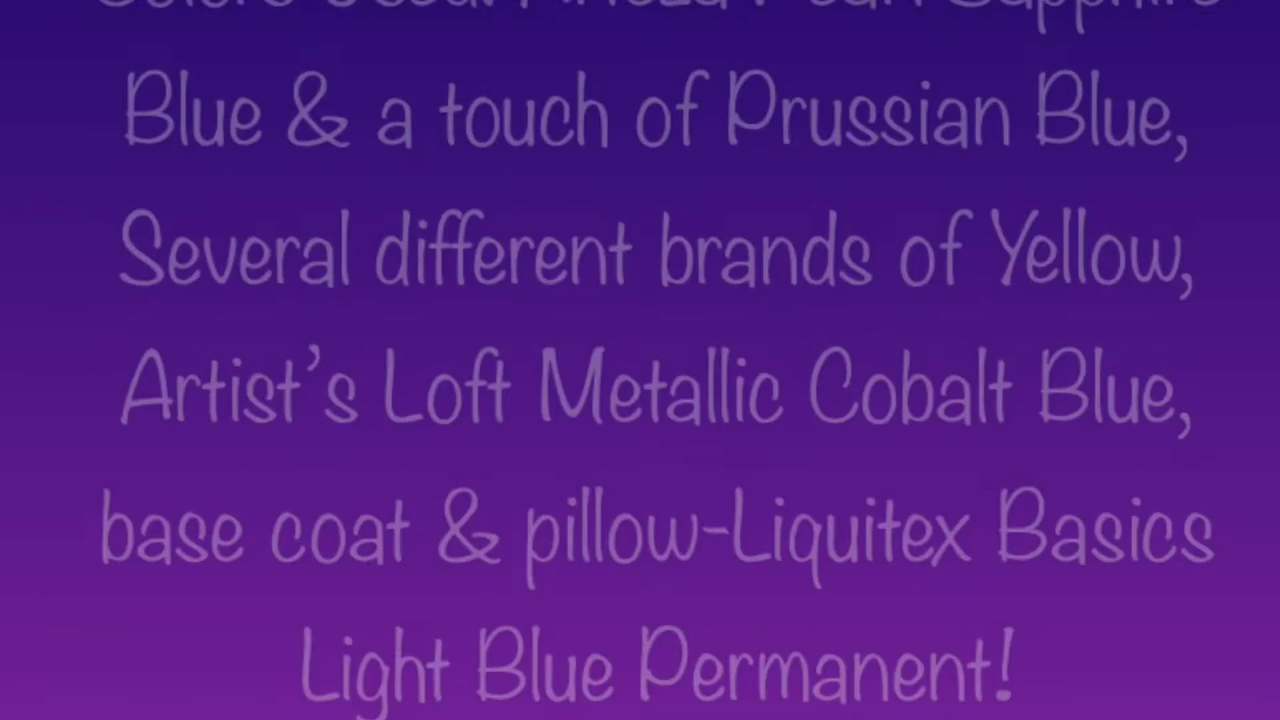 Sapphire
Blue & a touch of Prussian Blue,
Several different brands of Yellow,
Artist's Loft Metallic Cobalt Blue,
base coat & pillow-Liquitex Basics
Light Blue Permanent!